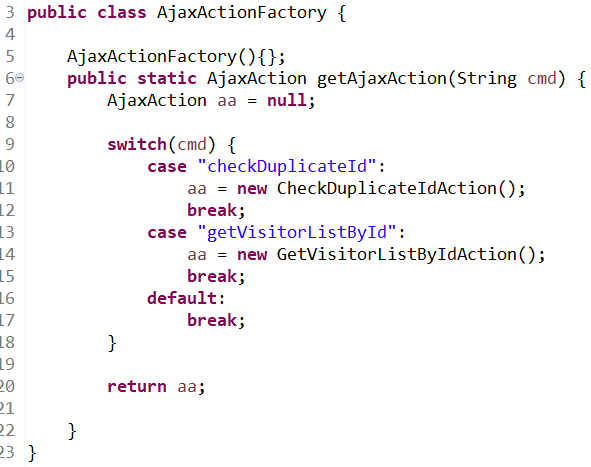 3 public class AjaxActionFactory {
4
5     AjaxActionFactory(){};
6     public static AjaxAction getAjaxAction(String cmd) {
7         AjaxAction aa = null;
8
9         switch(cmd) {
10             case "checkDuplicateId":
11                 aa = new CheckDuplicateIdAction();
12                 break;
13             case "getVisitorListById":
14                 aa = new GetVisitorListByIdAction();
15                 break;
16             default:
17                 break;
18         }
19
20         return aa;
21
22     }
23 }